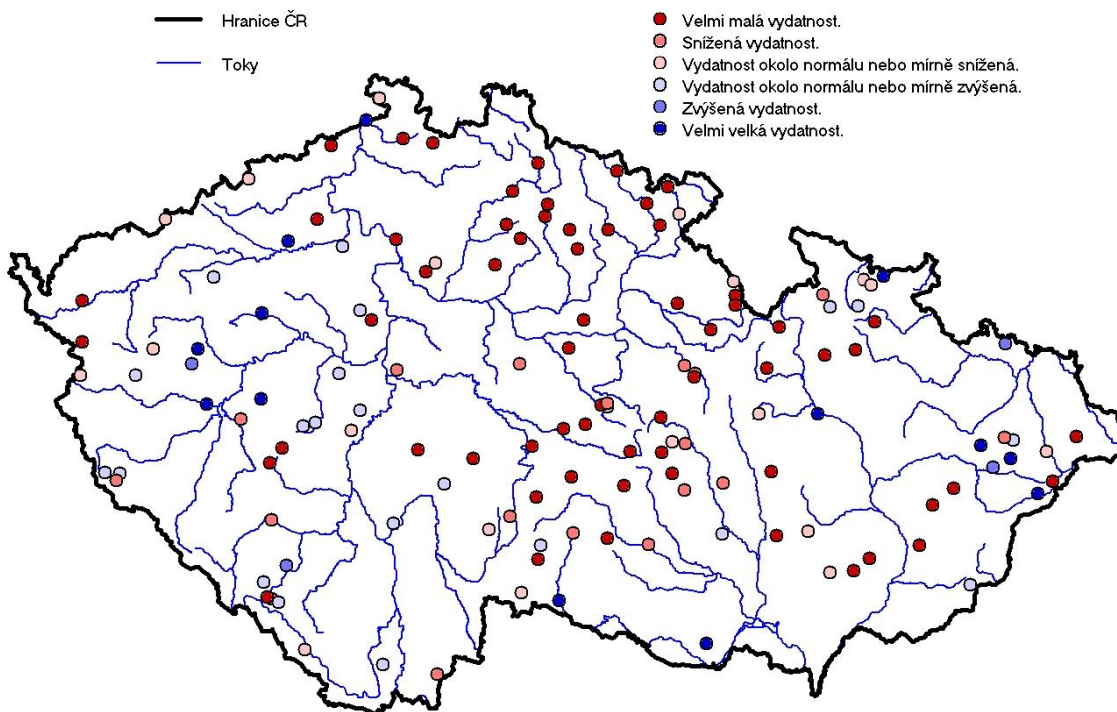 Hranice ČR
Toky
Velmi malá vydatnost.
Snížená vydatnost.
Vydatnost okolo normálu nebo mírně snížená.
Vydatnost okolo normálu nebo mírně zvýšená.
Zvýšená vydatnost.
Velmi velká vydatnost.